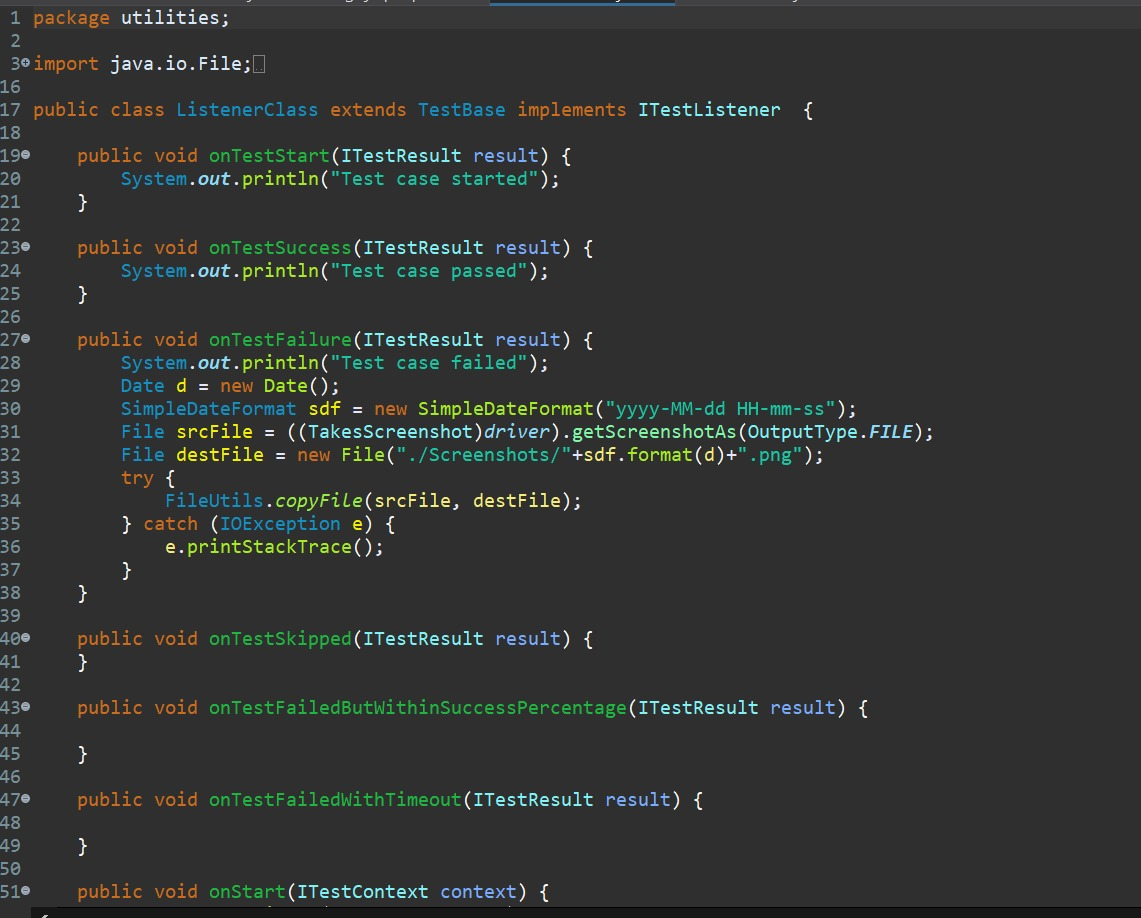 1 package utilities;
2
3 import java.io.File;
16
17 public class ListenerClass extends TestBase implements ITestListener  {
18
19     public void onTestStart(ITestResult result) {
20         System.out.println("Test case started");
21     }
22
23     public void onTestSuccess(ITestResult result) {
24         System.out.println("Test case passed");
25     }
26
27     public void onTestFailure(ITestResult result) {
28         System.out.println("Test case failed");
29         Date d = new Date();
30         SimpleDateFormat sdf = new SimpleDateFormat("yyyy-MM-dd HH-mm-ss");
31         File srcFile = ((TakesScreenshot)driver).getScreenshotAs(OutputType.FILE);
32         File destFile = new File("./Screenshots/"+sdf.format(d)+".png");
33         try {
34             FileUtils.copyFile(srcFile, destFile);
35         } catch (IOException e) {
36             e.printStackTrace();
37         }
38     }
39
40     public void onTestSkipped(ITestResult result) {
41     }
42
43     public void onTestFailedButWithinSuccessPercentage(ITestResult result) {
44
45     }
46
47     public void onTestFailedWithTimeout(ITestResult result) {
48
49     }
50
51     public void onStart(ITestContext context) {